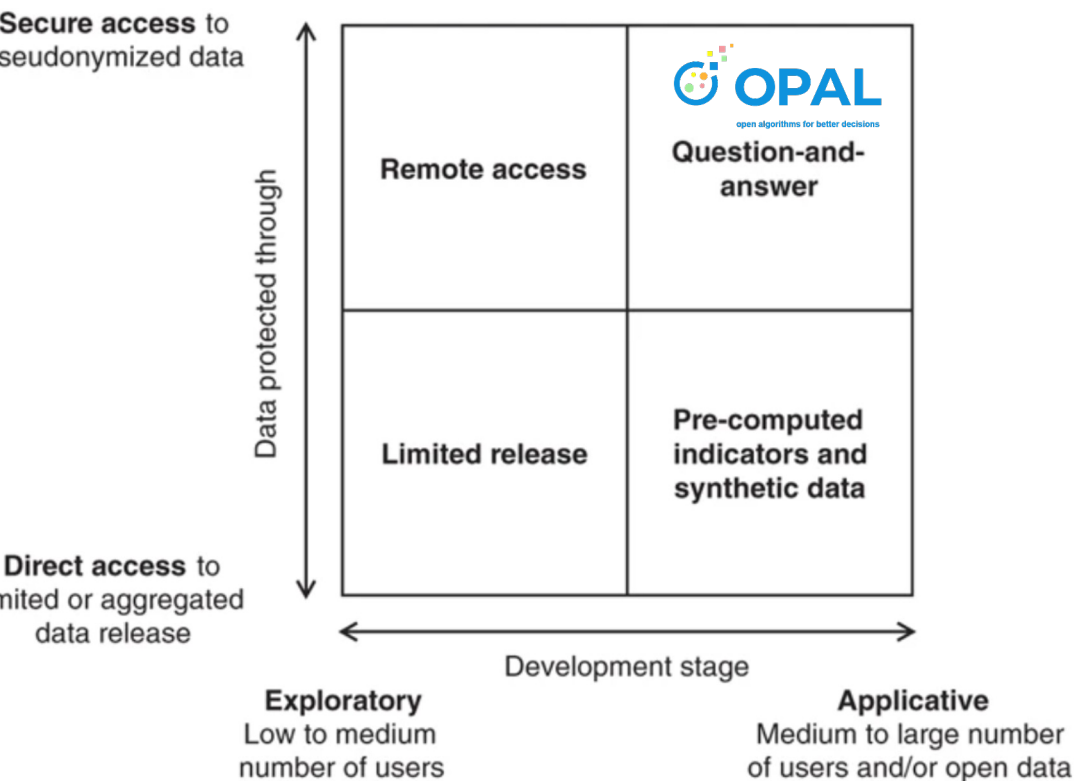 Secure access to
seudonymized data
OPAL
open algorithms for better decisions
Question-and-
answer
Remote access
Data protected through
Limited release
Pre-computed
indicators and
synthetic data
Direct access to
mited or aggregated
data release
Development stage
Exploratory
Low to medium
number of users
Applicative
Medium to large number
of users and/or open data